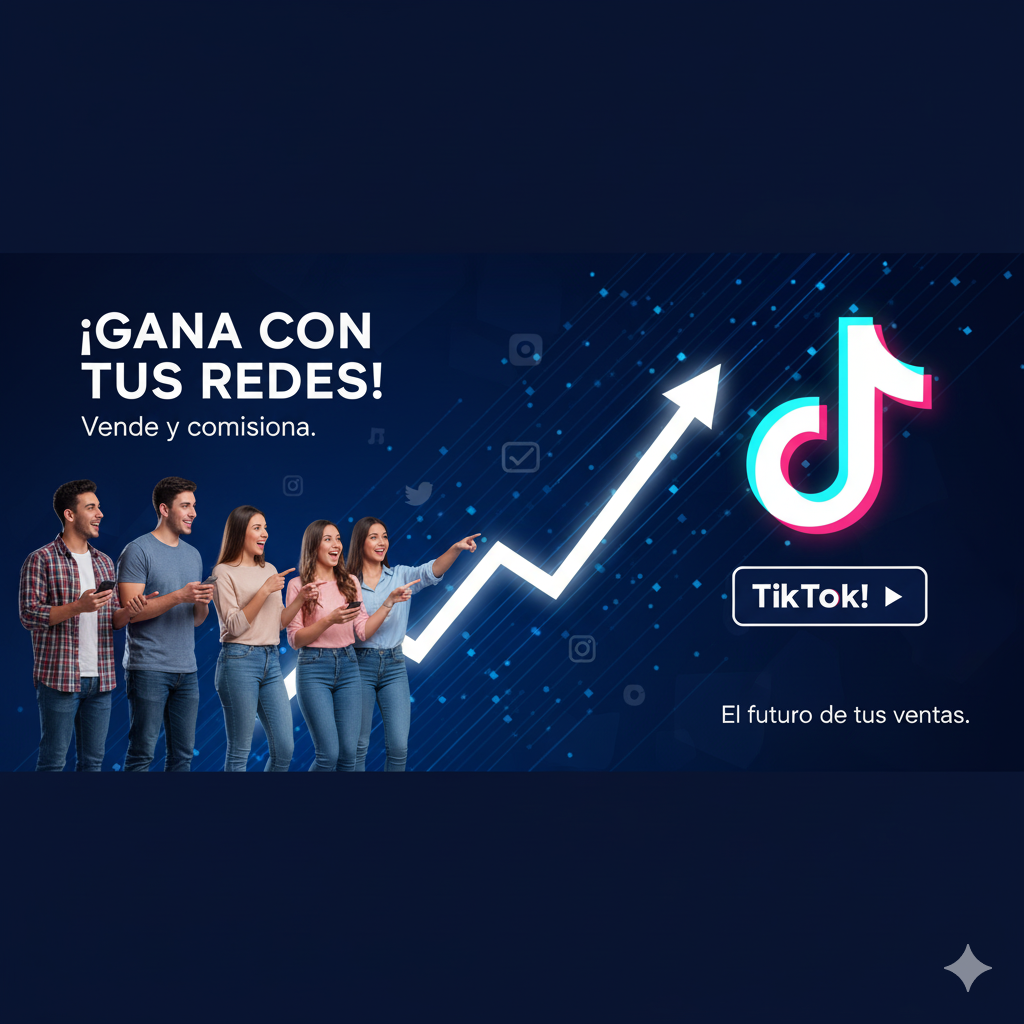 ¡GANA CON
TUS REDES!
Vende y comisiona.
TikTok!
El futuro de tus ventas.